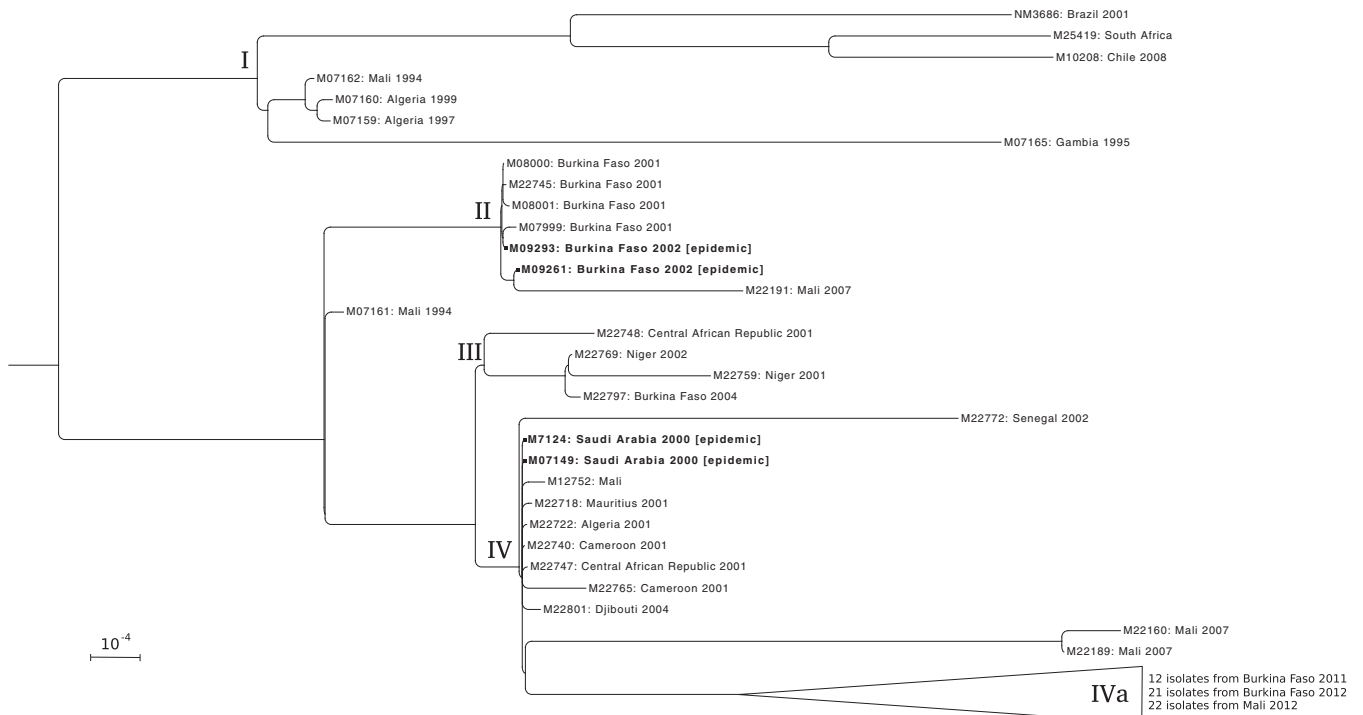 NM3686: Brazil 2001
M25419: South Africa
I
M10208: Chile 2008
M07162: Mali 1994
M07160: Algeria 1999
M07159: Algeria 1997
M07165: Gambia 1995
M08000: Burkina Faso 2001
M22745: Burkina Faso 2001
M08001: Burkina Faso 2001
II
M07999: Burkina Faso 2001
M09293: Burkina Faso 2002 [epidemic]
M09261: Burkina Faso 2002 [epidemic]
M22191: Mali 2007
M07161: Mali 1994
M22748: Central African Republic 2001
III
M22769: Niger 2002
M22759: Niger 2001
M22797: Burkina Faso 2004
M22772: Senegal 2002
M7124: Saudi Arabia 2000 [epidemic]
M07149: Saudi Arabia 2000 [epidemic]
M12752: Mali
M22718: Mauritius 2001
M22722: Algeria 2001
IV
M22740: Cameroon 2001
M22747: Central African Republic 2001
M22765: Cameroon 2001
M22801: Djibouti 2004
M22160: Mali 2007
10-4
M22189: Mali 2007
IVa
12 isolates from Burkina Faso 2011
21 isolates from Burkina Faso 2012
22 isolates from Mali 2012